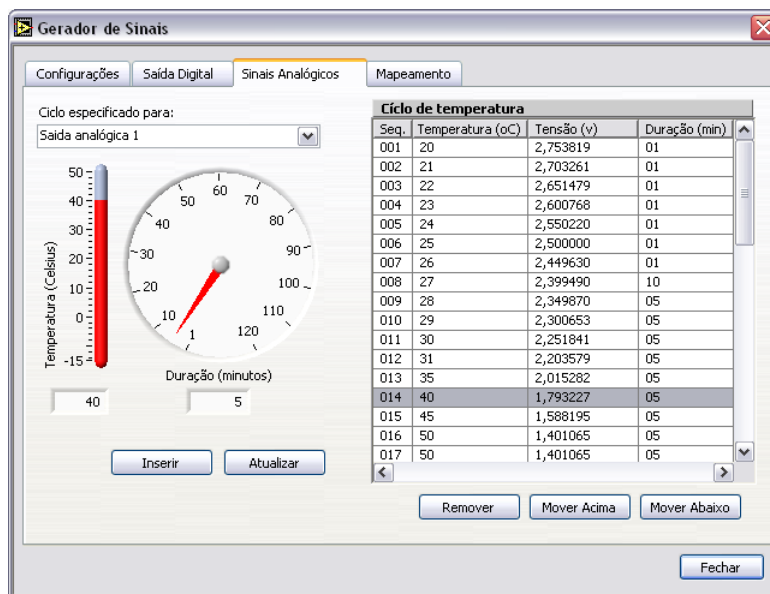 Gerador de Sinais
Configurações Saída Digital Sinais Analógicos Mapeamento
Ciclo especificado para:
Saida analógica 1
50
40
30
20
10
0
-15
Temperatura (Celsius)
1
10
20
30
40
50
60
70
80
90
100
110
120
Duração (minutos)
40
5
Inserir Atualizar
Cíclo de temperatura
Seq. Temperatura (oC) Tensão (v) Duração (min)
001 20 2,753819 01
002 21 2,703261 01
003 22 2,651479 01
004 23 2,600768 01
005 24 2,550220 01
006 25 2,500000 01
007 26 2,449630 01
008 27 2,399490 10
009 28 2,349870 05
010 29 2,300653 05
011 30 2,251841 05
012 31 2,203579 05
013 35 2,015282 05
014 40 1,793227 05
015 45 1,588195 05
016 50 1,401065 05
017 50 1,401065 05
Remover Mover Acima Mover Abaixo
Fechar